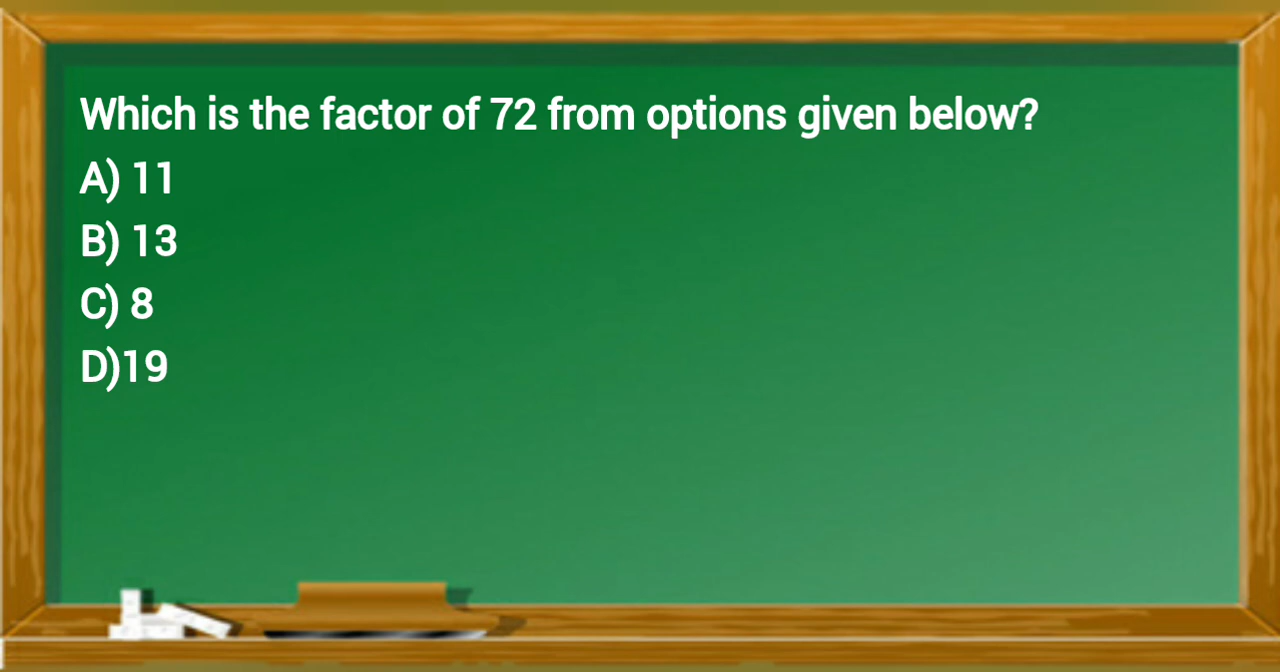 Which is the factor of 72 from options given below?
A) 11
B) 13
C) 8
D)19